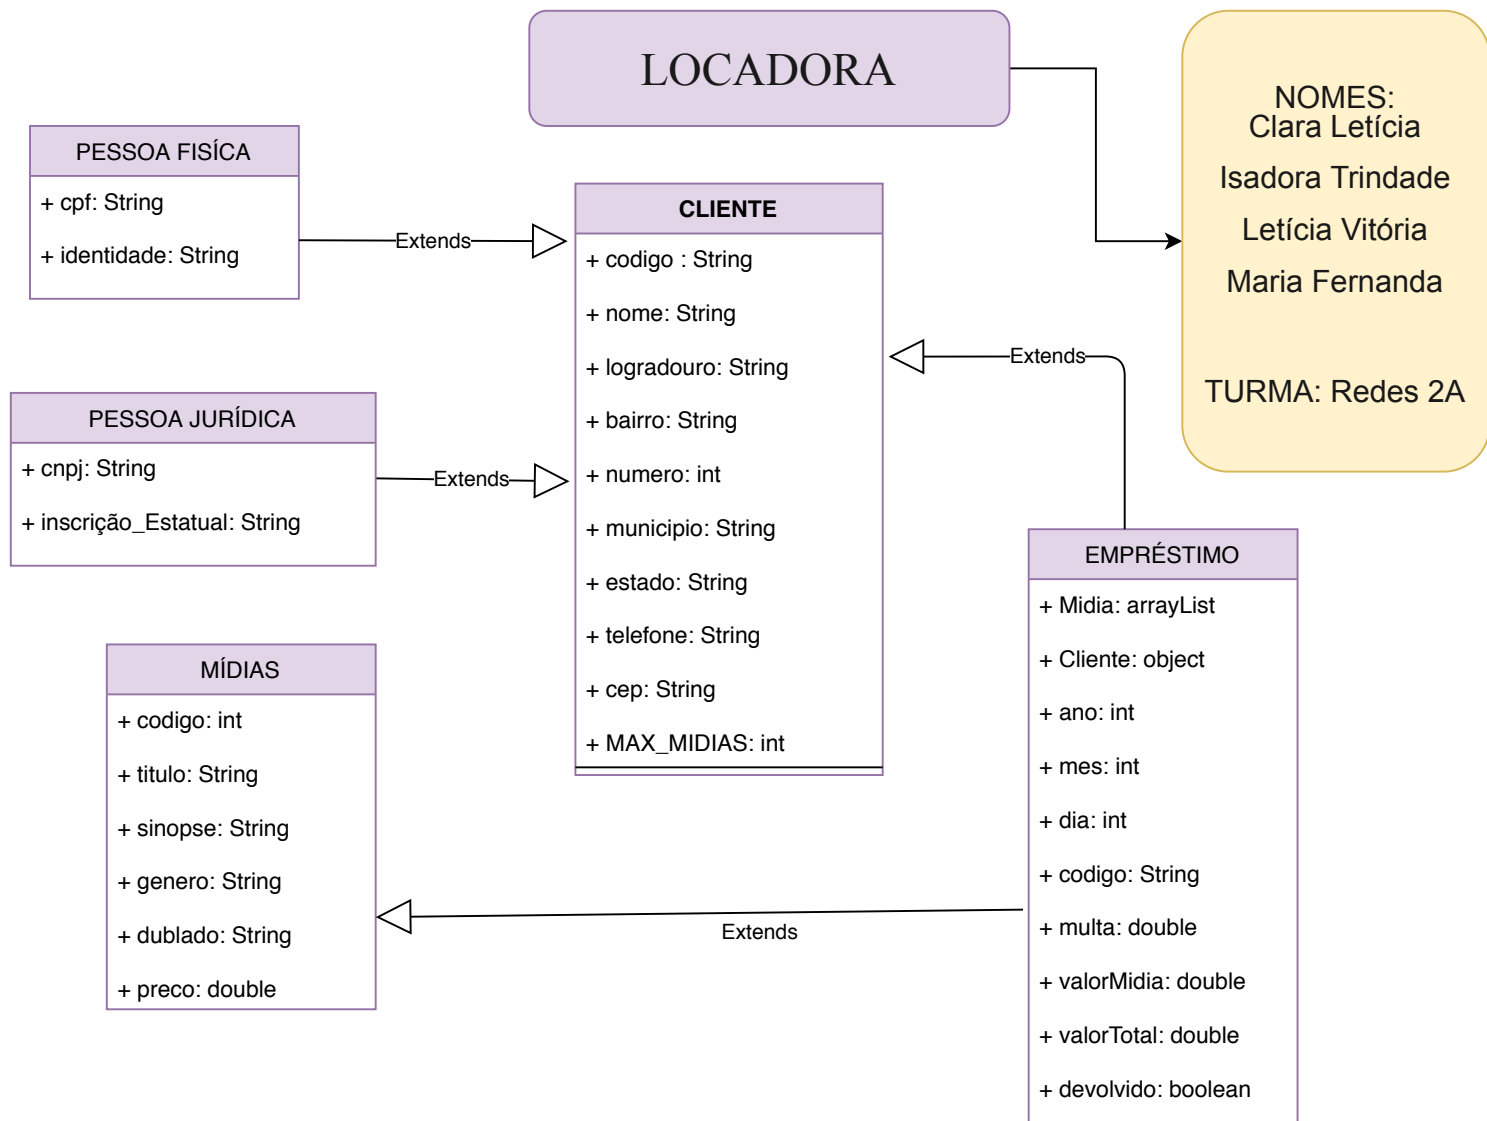 LOCADORA
NOMES:
Clara Letícia
Isadora Trindade
Letícia Vitória
Maria Fernanda
TURMA: Redes 2A
PESSOA FISÍCA
+ cpf: String
+ identidade: String
Extends
CLIENTE
+ codigo : String
+ nome: String
+ logradouro: String
+ bairro: String
+ numero: int
+ municipio: String
+ estado: String
+ telefone: String
+ cep: String
+ MAX_MIDIAS: int
Extends
PESSOA JURÍDICA
+ cnpj: String
+ inscrição_Estatual: String
Extends
EMPRÉSTIMO
+ Midia: arrayList
+ Cliente: object
+ ano: int
+ mes: int
+ dia: int
+ codigo: String
+ multa: double
+ valorMidia: double
+ valorTotal: double
+ devolvido: boolean
MÍDIAS
+ codigo: int
+ titulo: String
+ sinopse: String
+ genero: String
+ dublado: String
+ preco: double
Extends